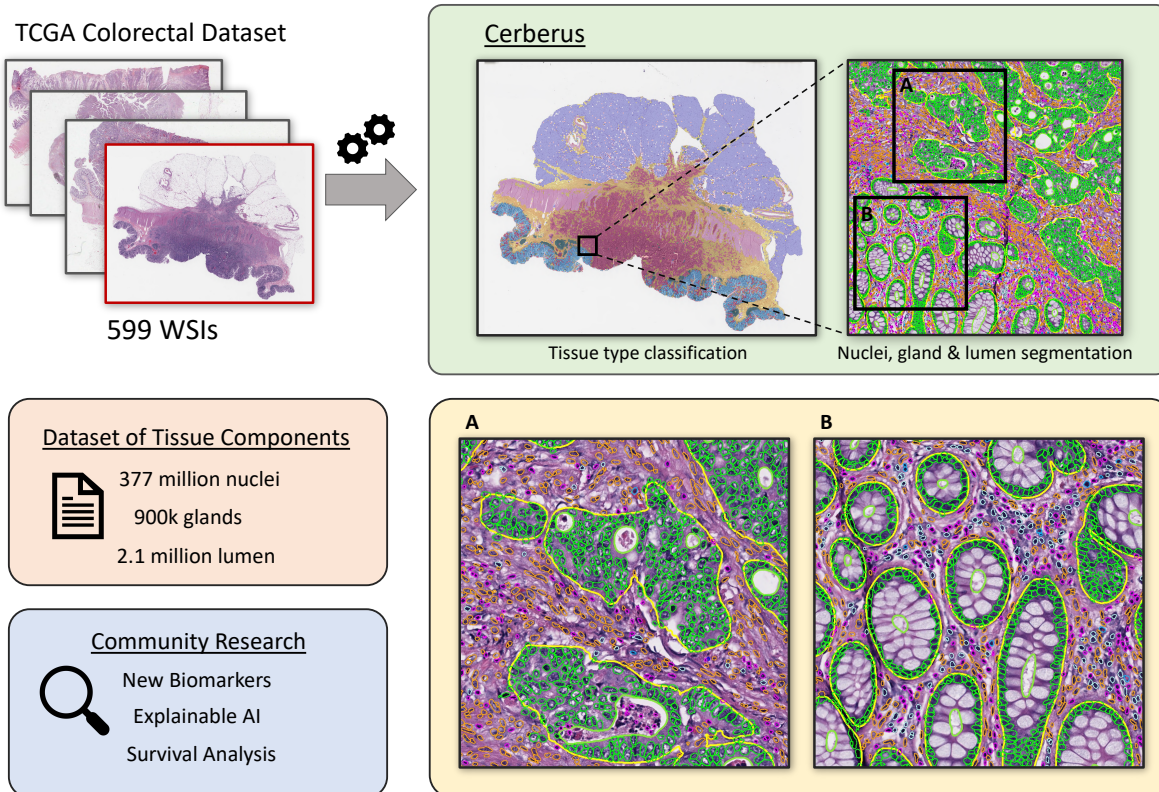 TCGA Colorectal Dataset
599 WSIs
Cerberus
A
B
Tissue type classification
Nuclei, gland & lumen segmentation
Dataset of Tissue Components
377 million nuclei
900k glands
2.1 million lumen
Community Research
New Biomarkers
Explainable AI
Survival Analysis
A
B